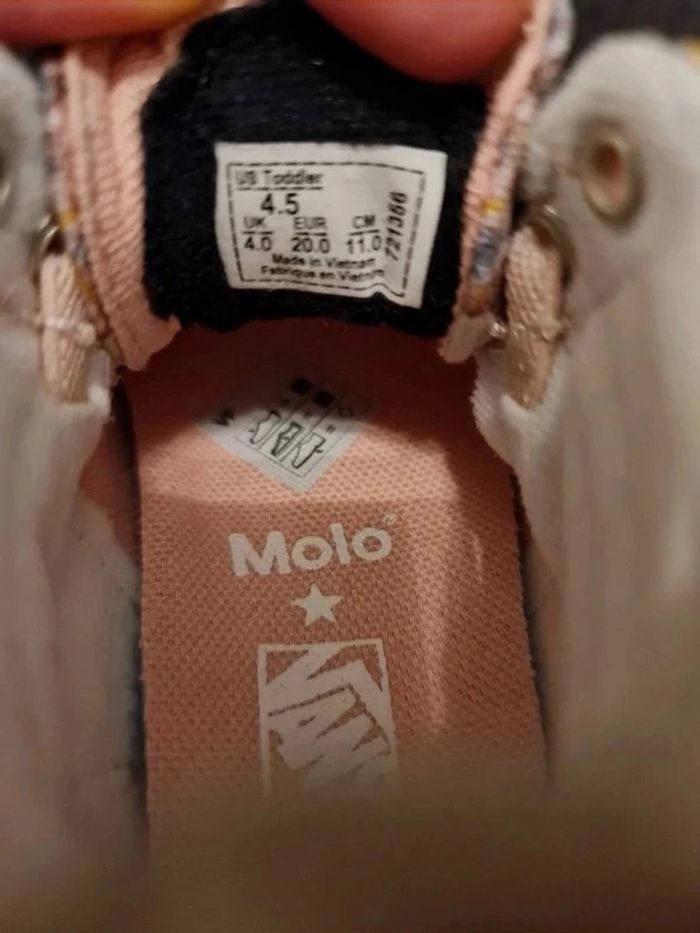 US Toddler
4.5
UK EUR CM
4.0 20.0 11.0
Made in Vietnam
Fabriqué en Vietnam
721356
Molo
VANS